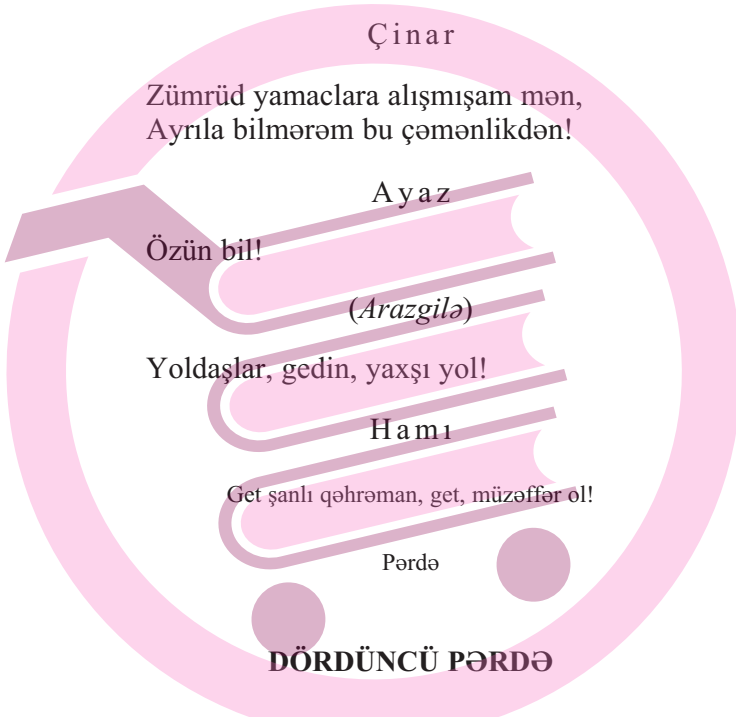 Çinar
Zümrüd yamaclara alışmışam mən,
Ayrıla bilmərəm bu çəmənlikdən!
Ayaz
Özün bil!
(Arazgilə)
Yoldaşlar, gedin, yaxşı yol!
Hamı
Get şanlı qəhrəman, get, müzəffər ol!
Pərdə
DÖRDÜNCÜ PƏRDƏ